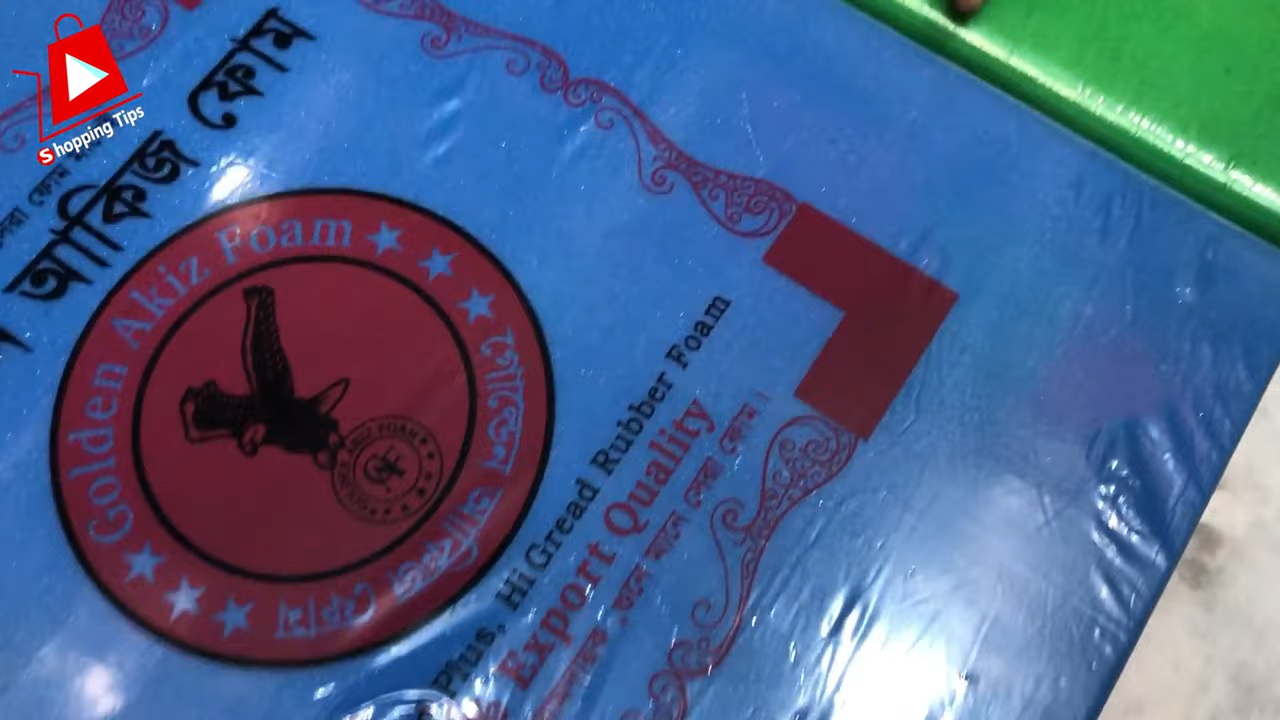 Shopping Tips
আকিজ ফোম
Golden Akiz Foam
গোল্ডেন আকিজ ফোম
Plus, Hi Gread Rubber Foam
Export Quality